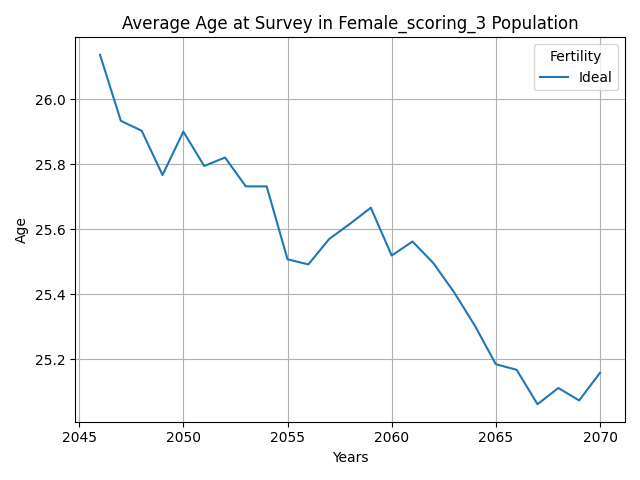 Average Age at Survey in Female_scoring_3 Population
Fertility
Ideal
26.0
25.8
25.6
25.4
25.2
Age
2045 2050 2055 2060 2065 2070
Years